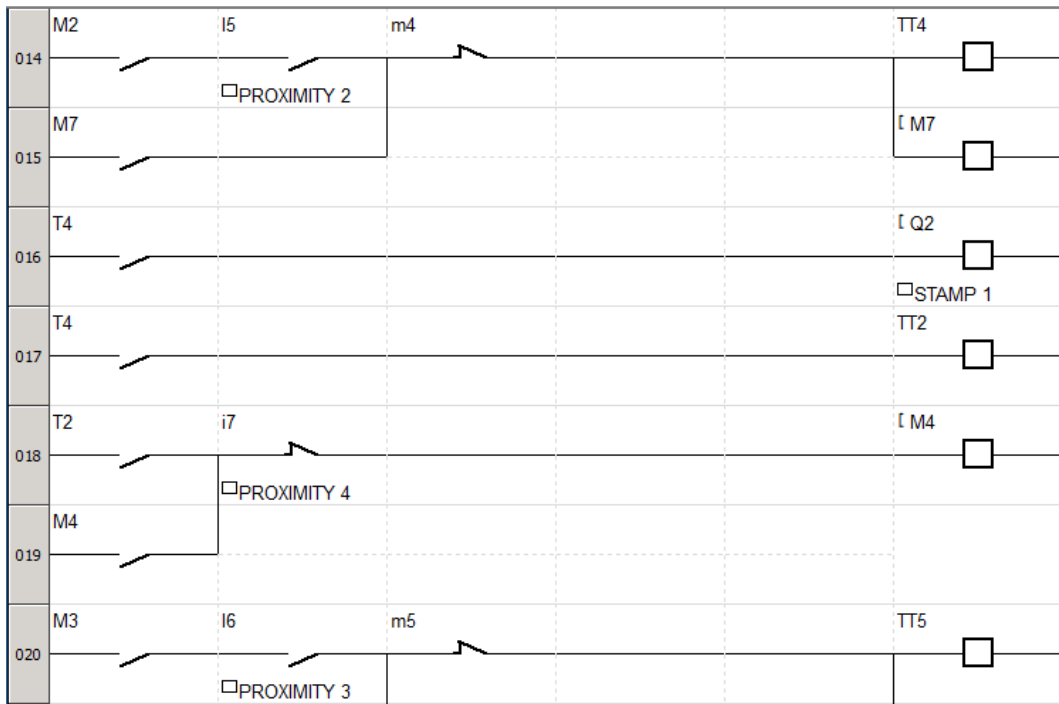 M2 I5 m4 TT4
014
PROXIMITY 2
M7 [ M7
015
T4 [ Q2
016
STAMP 1
T4 TT2
017
T2 i7 [ M4
018
PROXIMITY 4
M4
019
M3 I6 m5 TT5
020
PROXIMITY 3